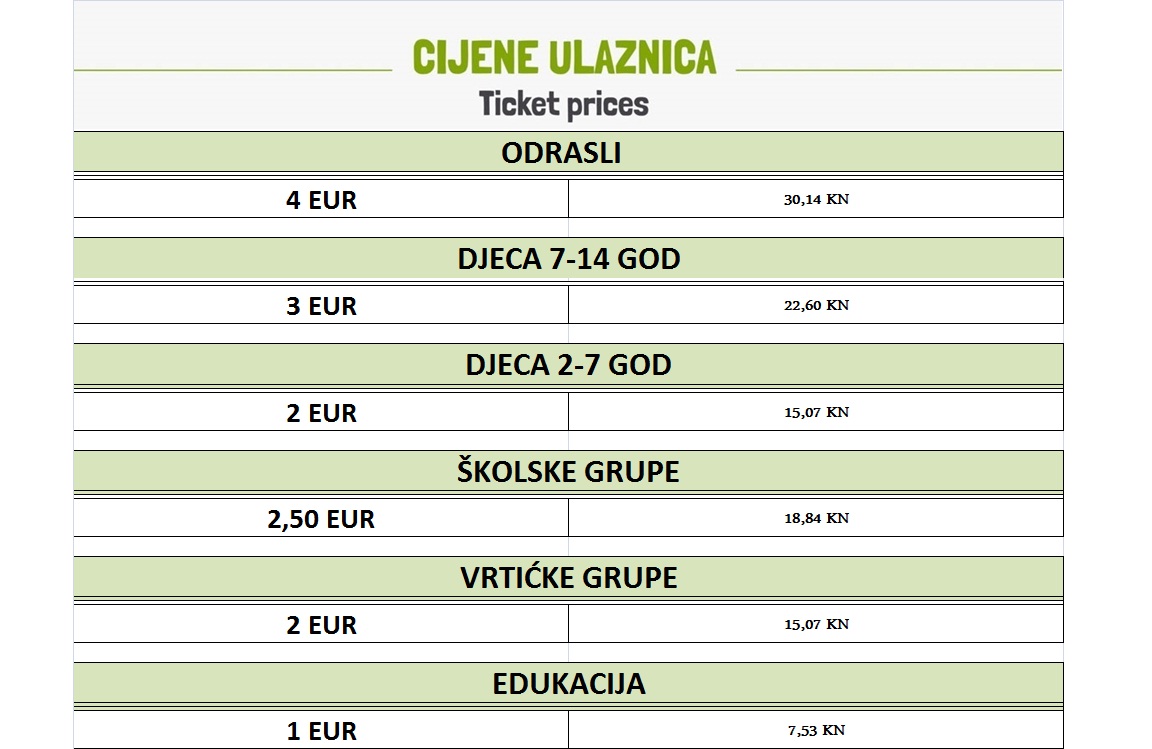 CIJENE ULAZNICA
Ticket prices
ODRASLI
4 EUR 30,14 KN
DJECA 7-14 GOD
3 EUR 22,60 KN
DJECA 2-7 GOD
2 EUR 15,07 KN
ŠKOLSKE GRUPE
2,50 EUR 18,84 KN
VRTIĆKE GRUPE
2 EUR 15,07 KN
EDUKACIJA
1 EUR 7,53 KN